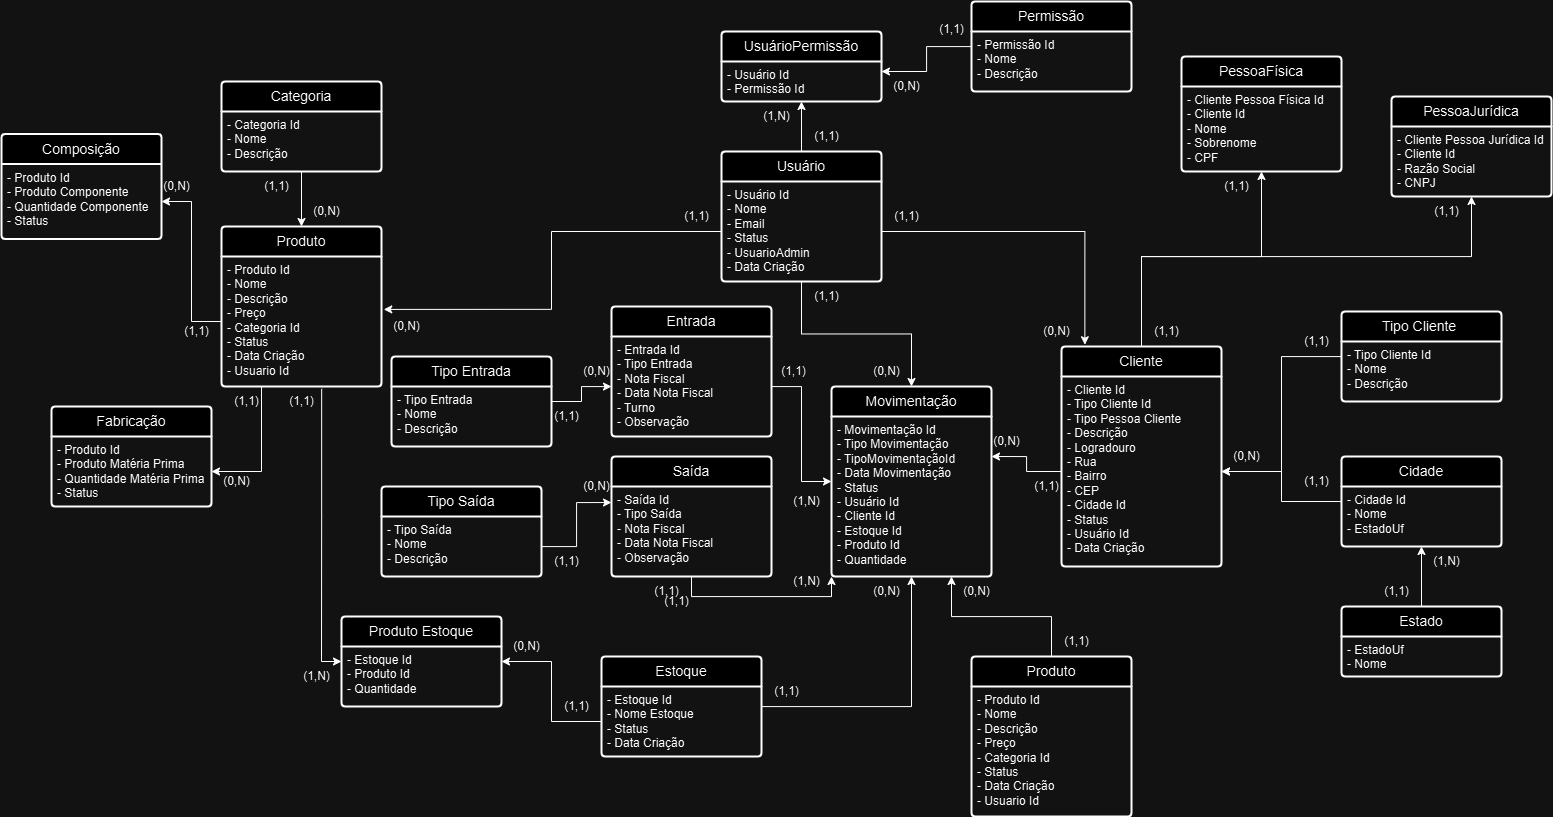 Permissão
- Permissão Id
- Nome
- Descrição
(1,1)
(0,N)
UsuárioPermissão
- Usuário Id
- Permissão Id
(1,N)
(1,1)
PessoaFísica
- Cliente Pessoa Física Id
- Cliente Id
- Nome
- Sobrenome
- CPF
(1,1)
PessoaJurídica
- Cliente Pessoa Jurídica Id
- Cliente Id
- Razão Social
- CNPJ
(1,1)
Categoria
- Categoria Id
- Nome
- Descrição
(1,1)
(0,N)
Composição
- Produto Id
- Produto Componente
- Quantidade Componente
- Status
(0,N)
Usuário
- Usuário Id
- Nome
- Email
- Status
- UsuarioAdmin
- Data Criação
(1,1)
(1,1)
(1,1)
Produto
- Produto Id
- Nome
- Descrição
- Preço
- Categoria Id
- Status
- Data Criação
- Usuario Id
(0,N)
(1,1)
(1,1)
(1,1)
Entrada
- Entrada Id
- Tipo Entrada
- Nota Fiscal
- Data Nota Fiscal
- Turno
- Observação
(0,N)
(1,1)
Tipo Entrada
- Tipo Entrada
- Nome
- Descrição
(1,1)
Cliente
- Cliente Id
- Tipo Cliente Id
- Tipo Pessoa Cliente
- Descrição
- Logradouro
- Rua
- Bairro
- CEP
- Cidade Id
- Status
- Usuário Id
- Data Criação
(0,N)
(1,1)
(0,N)
(1,1)
Tipo Cliente
- Tipo Cliente Id
- Nome
- Descrição
(1,1)
Movimentação
- Movimentação Id
- Tipo Movimentação
- TipoMovimentaçãoId
- Data Movimentação
- Status
- Usuário Id
- Cliente Id
- Estoque Id
- Produto Id
- Quantidade
(0,N)
(0,N)
(1,N)
(1,N)
(0,N)
(0,N)
Fabricação
- Produto Id
- Produto Matéria Prima
- Quantidade Matéria Prima
- Status
(0,N)
Saída
- Saída Id
- Tipo Saída
- Nota Fiscal
- Data Nota Fiscal
- Observação
(0,N)
(1,1)
(1,1)
Tipo Saída
- Tipo Saída
- Nome
- Descrição
(1,1)
Cidade
- Cidade Id
- Nome
- EstadoUf
(1,1)
(1,N)
Estado
- EstadoUf
- Nome
(1,1)
Produto Estoque
- Estoque Id
- Produto Id
- Quantidade
(1,N)
(0,N)
Estoque
- Estoque Id
- Nome Estoque
- Status
- Data Criação
(1,1)
(1,1)
Produto
- Produto Id
- Nome
- Descrição
- Preço
- Categoria Id
- Status
- Data Criação
- Usuario Id
(1,1)